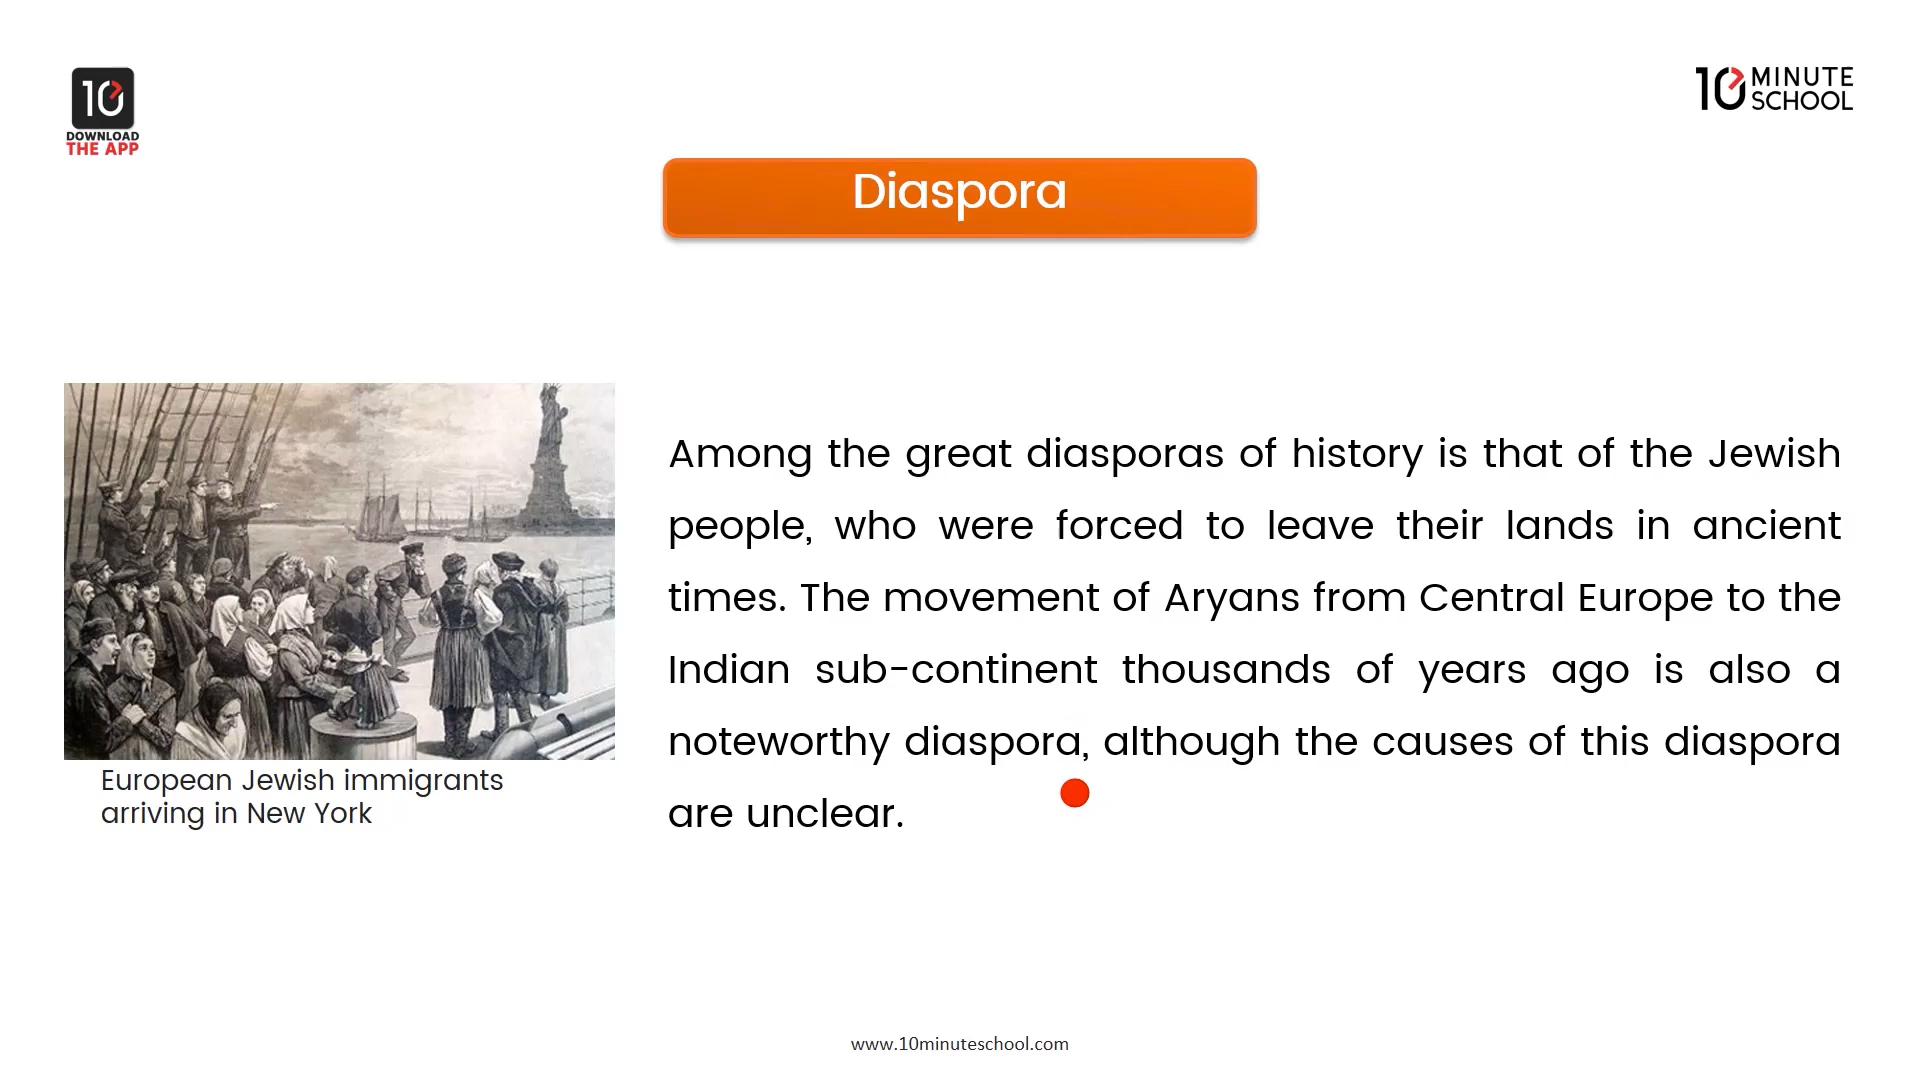 10
DOWNLOAD
THE APP
10 MINUTE
SCHOOL
Diaspora
Among the great diasporas of history is that of the Jewish
people, who were forced to leave their lands in ancient
times. The movement of Aryans from Central Europe to the
Indian sub-continent thousands of years ago is also a
noteworthy diaspora, although the causes of this diaspora
are unclear.
European Jewish immigrants
arriving in New York
www.10minuteschool.com